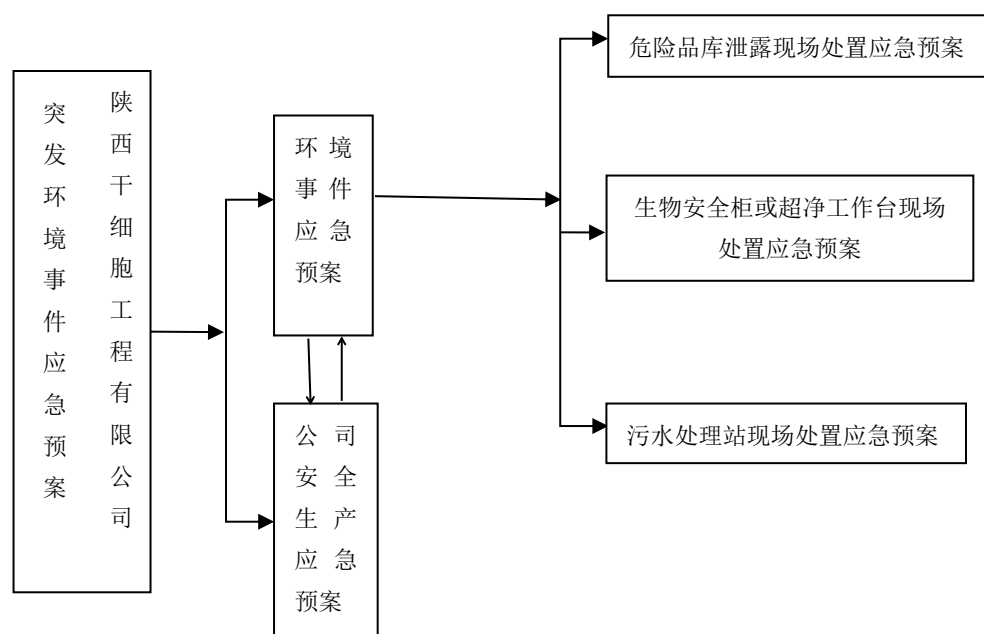 陕西干细胞工程有限公司
突发环境事件应急预案
环境
事件
应急
预案
公司
安全
生产
应急
预案
危险品库泄露现场处置应急预案
生物安全柜或超净工作台现场
处置应急预案
污水处理站现场处置应急预案